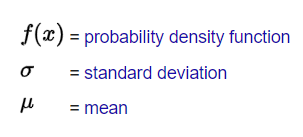 f(x) = probability density function
σ = standard deviation
μ = mean